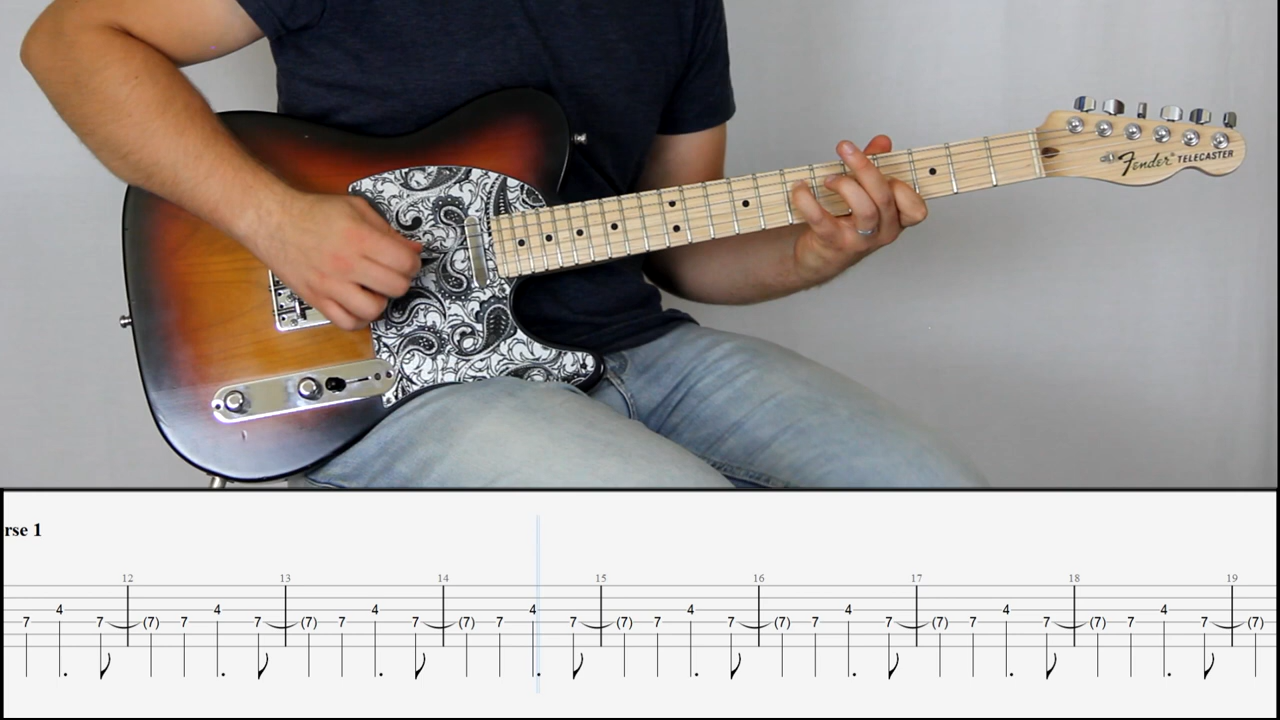 Fender® TELECASTER
rse 1
12 13 14 15 16 17 18 19
4 4 4 4 4 4 4 4
7 7 (7) 7 7 (7) 7 7 (7) 7 7 (7) 7 7 (7) 7 7 (7) 7 7 (7) 7 7 (7)